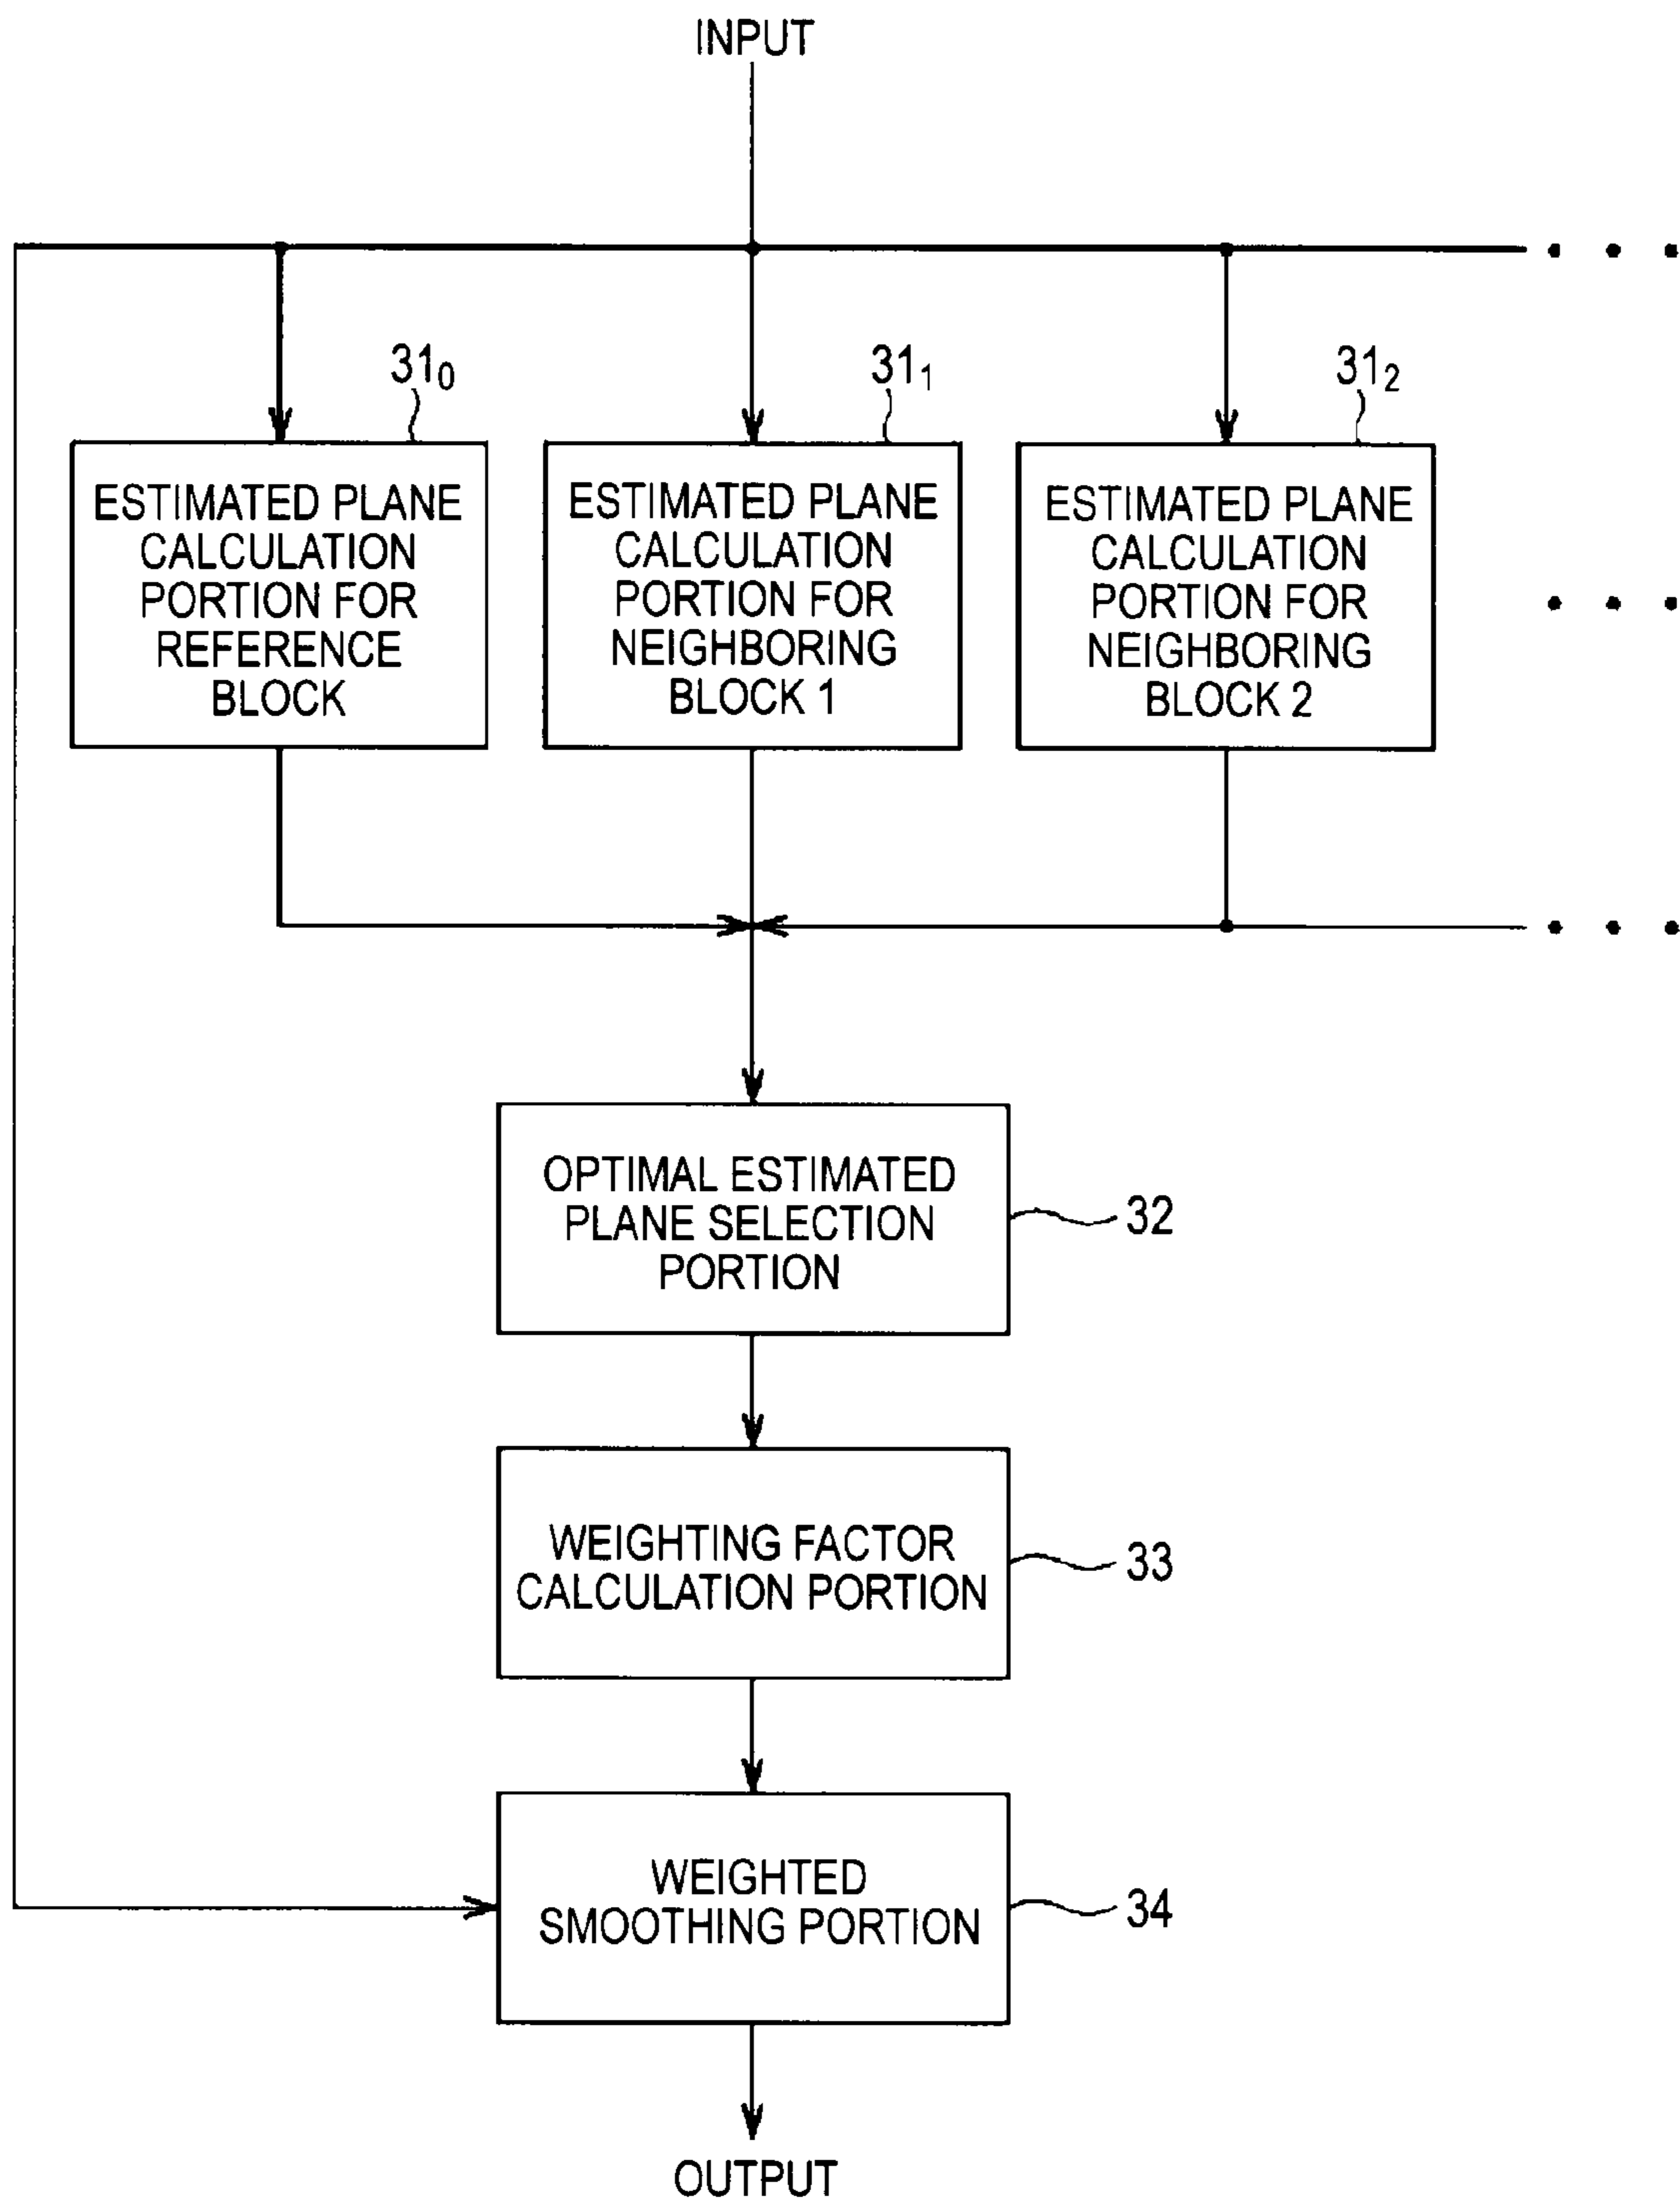 INPUT
31₀
31₁
31₂
ESTIMATED PLANE
CALCULATION
PORTION FOR
REFERENCE
BLOCK
ESTIMATED PLANE
CALCULATION
PORTION FOR
NEIGHBORING
BLOCK 1
ESTIMATED PLANE
CALCULATION
PORTION FOR
NEIGHBORING
BLOCK 2
OPTIMAL ESTIMATED
PLANE SELECTION
PORTION
32
WEIGHTING FACTOR
CALCULATION PORTION
33
WEIGHTED
SMOOTHING PORTION
34
OUTPUT